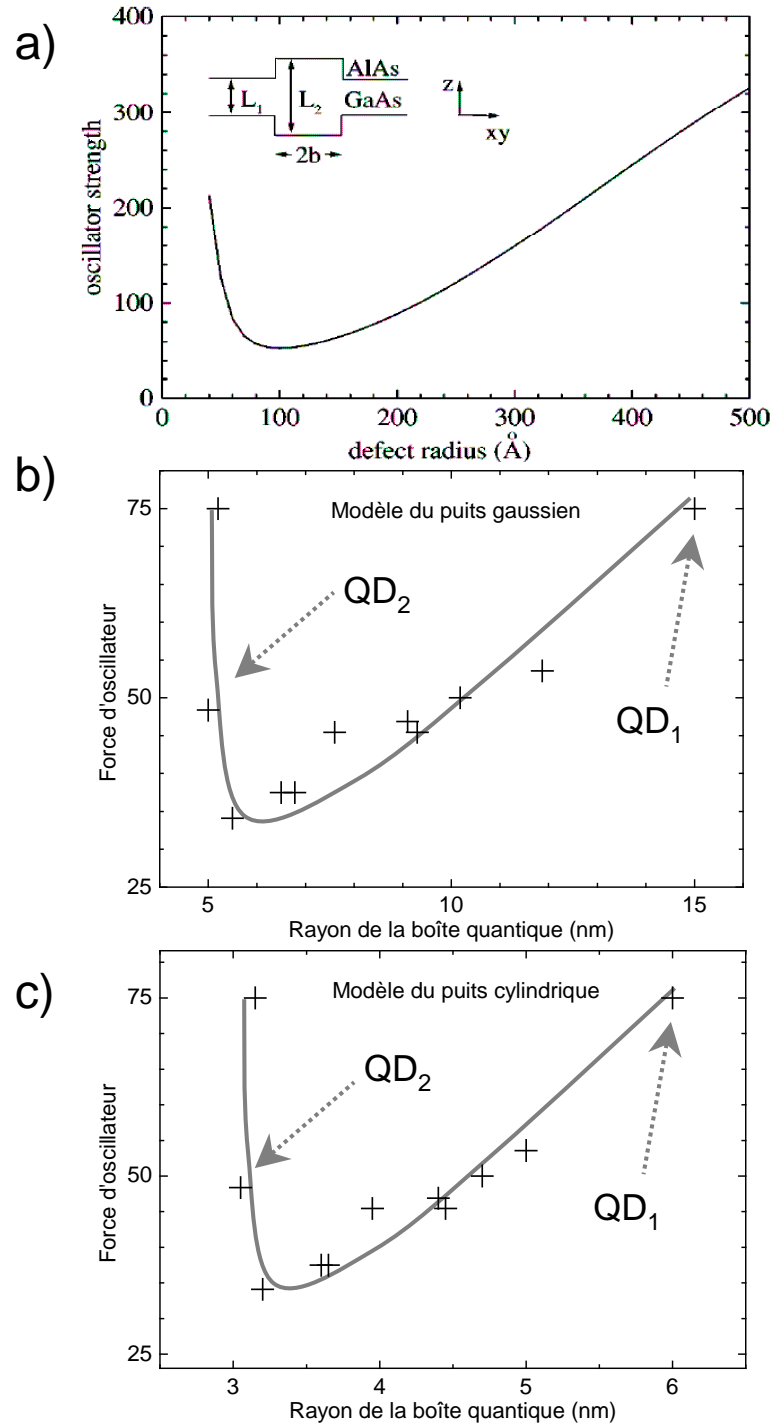 a)
400
300
200
100
0
oscillator strength
AlAs
GaAs
L1
L2
2b
z
xy
0 100 200 300 400 500
defect radius (Å)
b)
75
50
25
Force d'oscillateur
Modèle du puits gaussien
QD2
QD1
5 10 15
Rayon de la boîte quantique (nm)
c)
75
50
25
Force d'oscillateur
Modèle du puits cylindrique
QD2
QD1
3 4 5 6
Rayon de la boîte quantique (nm)